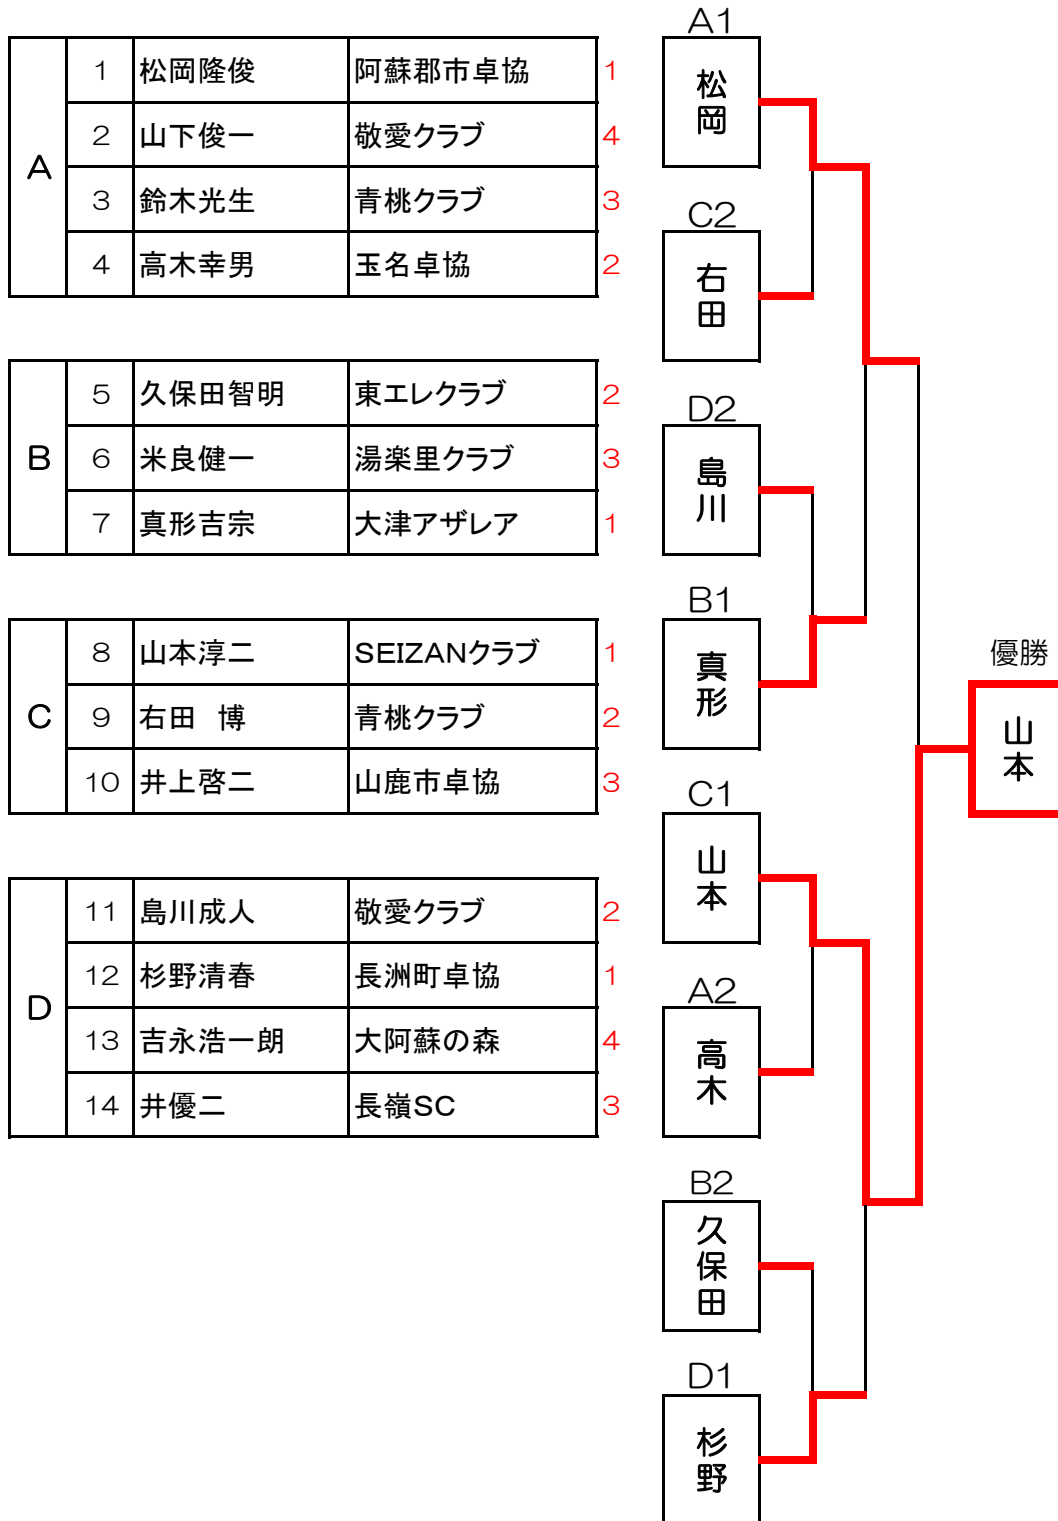 A
1 松岡隆俊 阿蘇郡市卓協 1
2 山下俊一 敬愛クラブ 4
3 鈴木光生 青桃クラブ 3
4 高木幸男 玉名卓協 2
B
5 久保田智明 東エレクラブ 2
6 米良健一 湯楽里クラブ 3
7 真形吉宗 大津アザレア 1
C
8 山本淳二 SEIZANクラブ 1
9 右田 博 青桃クラブ 2
10 井上啓二 山鹿市卓協 3
D
11 島川成人 敬愛クラブ 2
12 杉野清春 長洲町卓協 1
13 吉永浩一朗 大阿蘇の森 4
14 井優二 長嶺SC 3
A1
松岡
C2
右田
D2
島川
B1
真形
C1
山本
A2
高木
B2
久保田
D1
杉野
優勝
山本